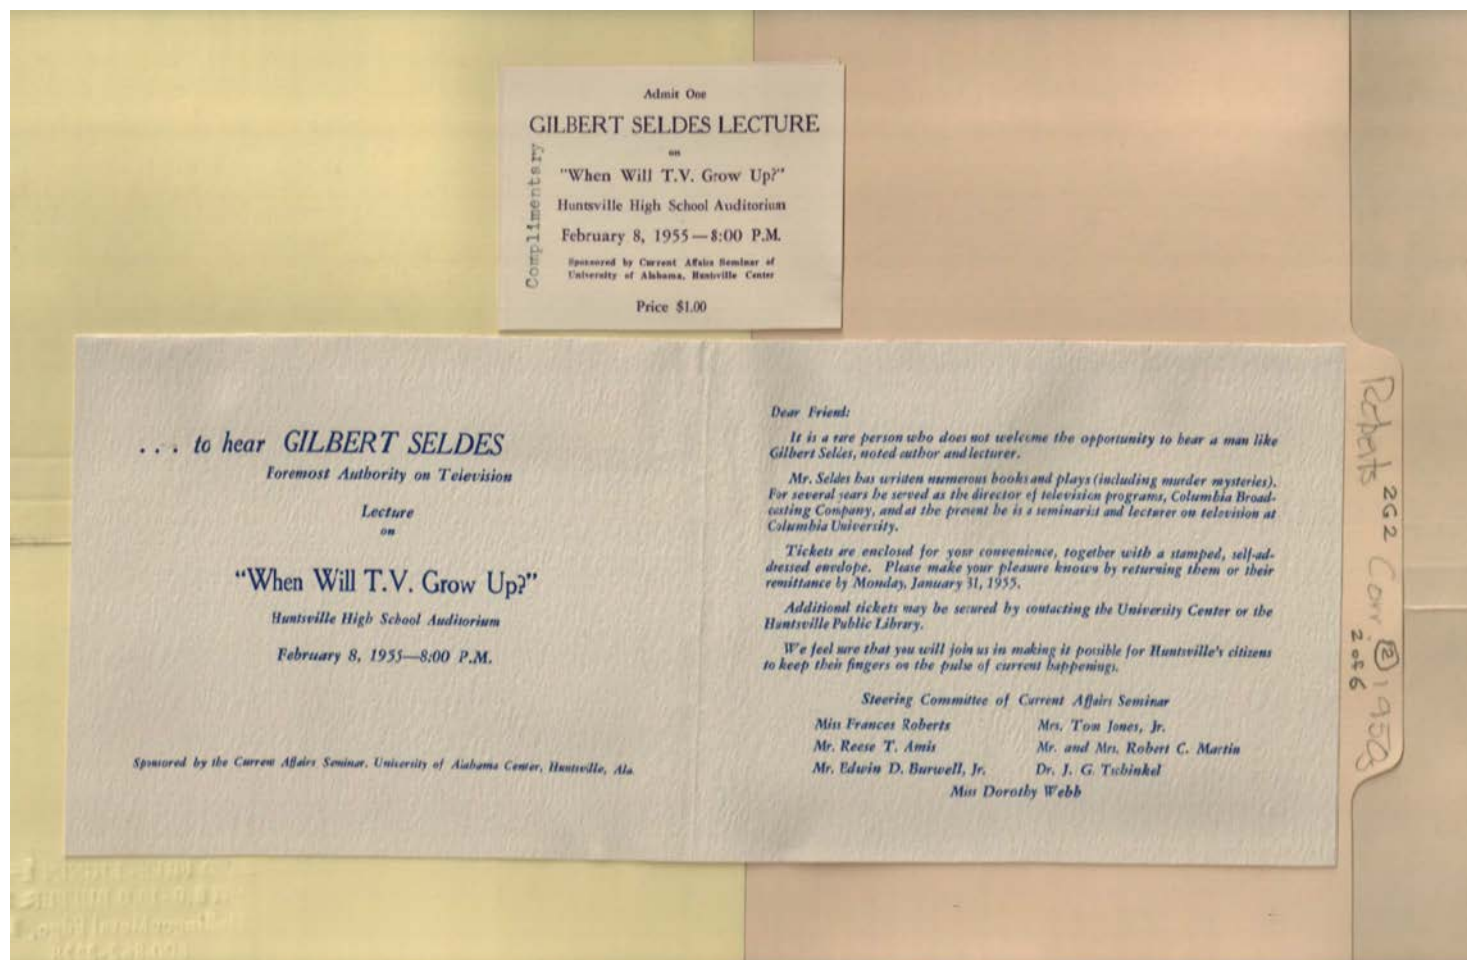 Admit One
GILBERT SELDES LECTURE
on
"When Will T.V. Grow Up?"
Huntsville High School Auditorium
February 8, 1955—8:00 P.M.
Sponsored by Current Affairs Seminar of
University of Alabama, Huntsville Center
Price $1.00
Complimentary
. . . to hear GILBERT SELDES
Foremost Authority on Television
Lecture
on
“When Will T.V. Grow Up?”
Huntsville High School Auditorium
February 8, 1955—8:00 P.M.
Sponsored by the Current Affairs Seminar, University of Alabama Center, Huntsville, Ala.
Dear Friend:
It is a rare person who does not welcome the opportunity to hear a man like
Gilbert Seldes, noted author and lecturer.
Mr. Seldes has written numerous books and plays (including murder mysteries).
For several years he served as the director of television programs, Columbia Broad-
casting Company, and at the present he is a seminarist and lecturer on television at
Columbia University.
Tickets are enclosed for your convenience, together with a stamped, self-ad-
dressed envelope. Please make your pleasure known by returning them or their
remittance by Monday, January 31, 1955.
Additional tickets may be secured by contacting the University Center or the
Huntsville Public Library.
We feel sure that you will join us in making it possible for Huntsville's citizens
to keep their fingers on the pulse of current happenings.
Steering Committee of Current Affairs Seminar
Miss Frances Roberts Mrs. Tom Jones, Jr.
Mr. Reese T. Amis Mr. and Mrs. Robert C. Martin
Mr. Edwin D. Burwell, Jr. Dr. J. G. Tschinkel
Miss Dorothy Webb
Roberts 2G2 Corr. (2)
2 of 6